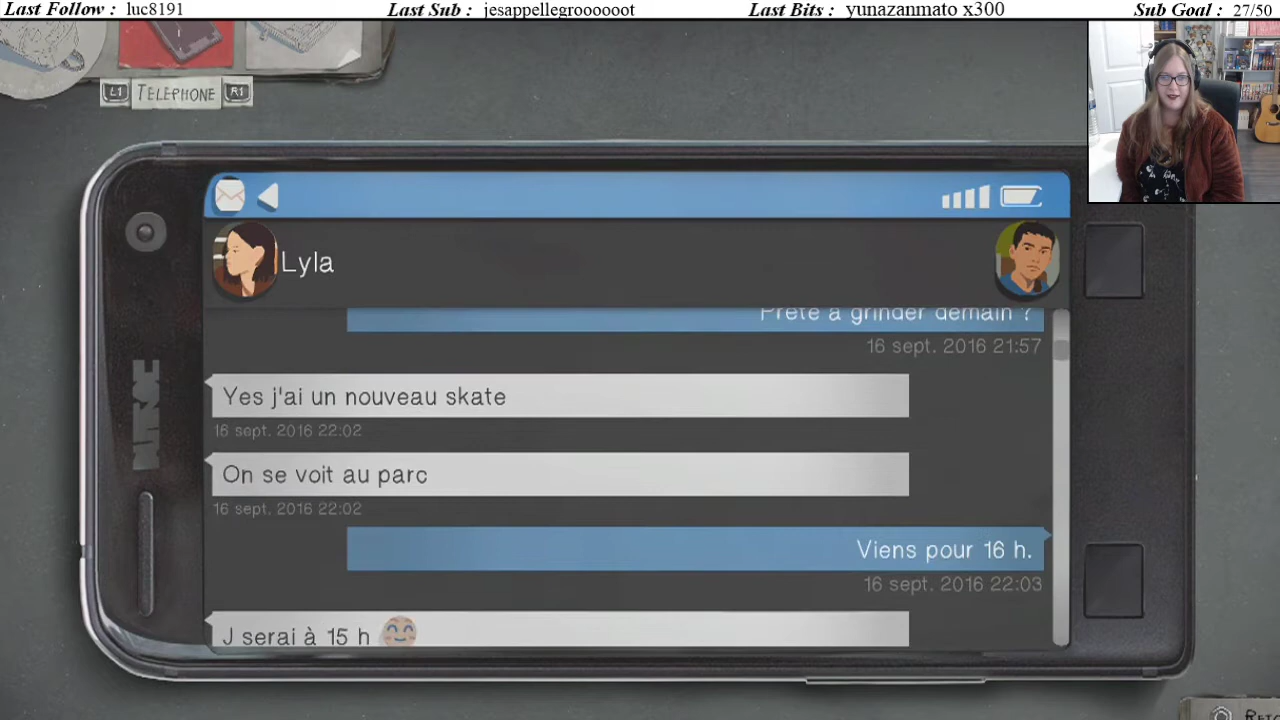 Last Follow : luc8191 Last Sub : jesappellegroooooot Last Bits : yunazanmato x300 Sub Goal : 27/50
L1 TELEPHONE R1
Lyla
Prête à grinder demain ?
16 sept. 2016 21:57
Yes j'ai un nouveau skate
16 sept. 2016 22:02
On se voit au parc
16 sept. 2016 22:02
Viens pour 16 h.
16 sept. 2016 22:03
J serai à 15 h